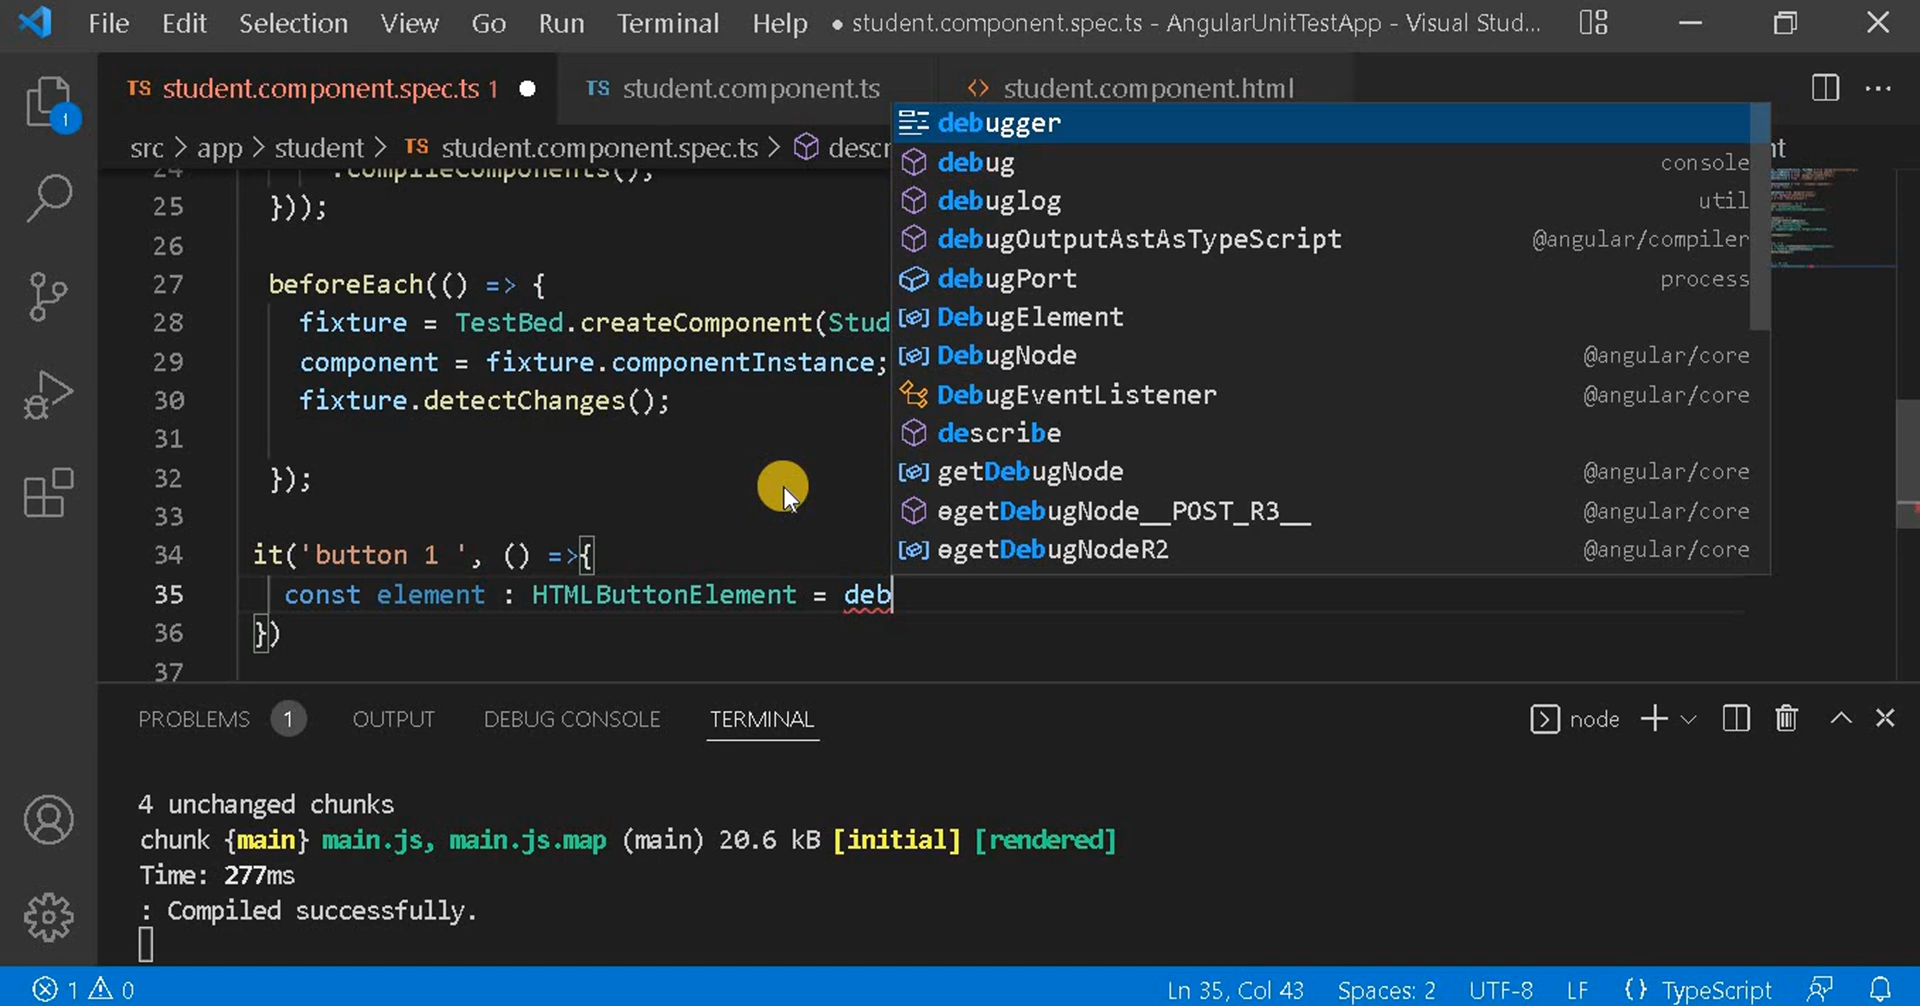 File Edit Selection View Go Run Terminal Help ● student.component.spec.ts - AngularUnitTestApp - Visual Stud...
TS student.component.spec.ts 1 ●
TS student.component.ts
<> student.component.html
src > app > student > TS student.component.spec.ts > descr
nt
24 .compileComponents();
25 }));
26
27 beforeEach(() => {
28 fixture = TestBed.createComponent(Stud
29 component = fixture.componentInstance;
30 fixture.detectChanges();
31
32 });
33
34 it('button 1 ', () =>{
35 const element : HTMLButtonElement = deb
36 })
37
debugger
debug console
debuglog util
debugOutputAstAsTypeScript @angular/compiler
debugPort process
DebugElement
DebugNode @angular/core
DebugEventListener @angular/core
describe
getDebugNode @angular/core
ɵgetDebugNode__POST_R3__ @angular/core
ɵgetDebugNodeR2 @angular/core
1
PROBLEMS 1 OUTPUT DEBUG CONSOLE TERMINAL
node
4 unchanged chunks
chunk {main} main.js, main.js.map (main) 20.6 kB [initial] [rendered]
Time: 277ms
: Compiled successfully.
1 0 Ln 35, Col 43 Spaces: 2 UTF-8 LF {} TypeScript